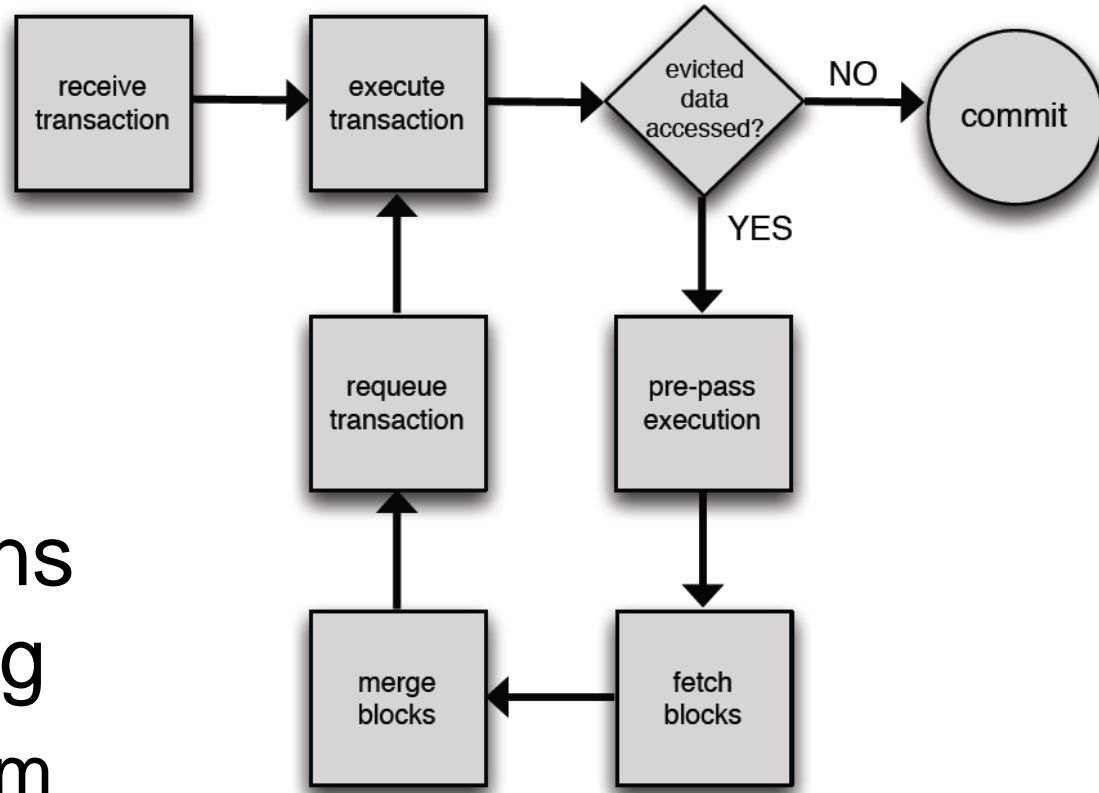 receive
transaction
execute
transaction
evicted
data
accessed?
NO
commit
YES
requeue
transaction
pre-pass
execution
merge
blocks
fetch
blocks
ns
g
m